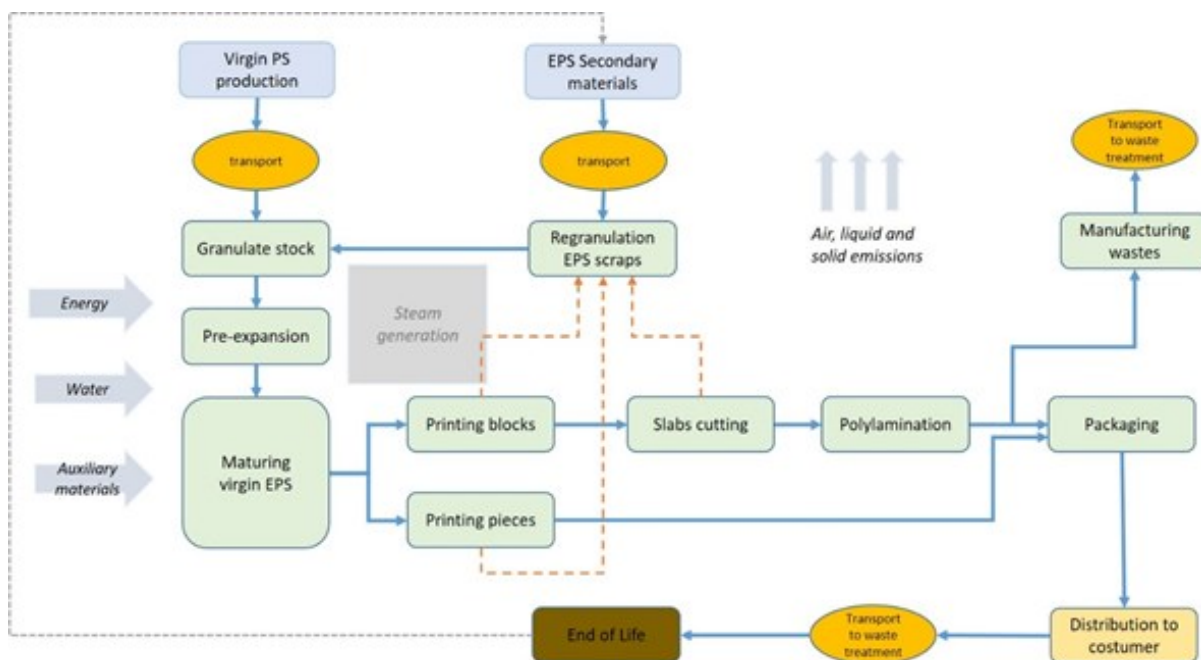 Virgin PS
production
EPS Secondary
materials
Transport
to waste
treatment
transport
transport
Air, liquid and
solid emissions
Manufacturing
wastes
Granulate stock
Regranulation
EPS scraps
Energy
Steam
generation
Pre-expansion
Water
Printing blocks
Slabs cutting
Polylamination
Packaging
Auxiliary
materials
Maturing
virgin EPS
Printing pieces
End of Life
Transport
to waste
treatment
Distribution to
costumer